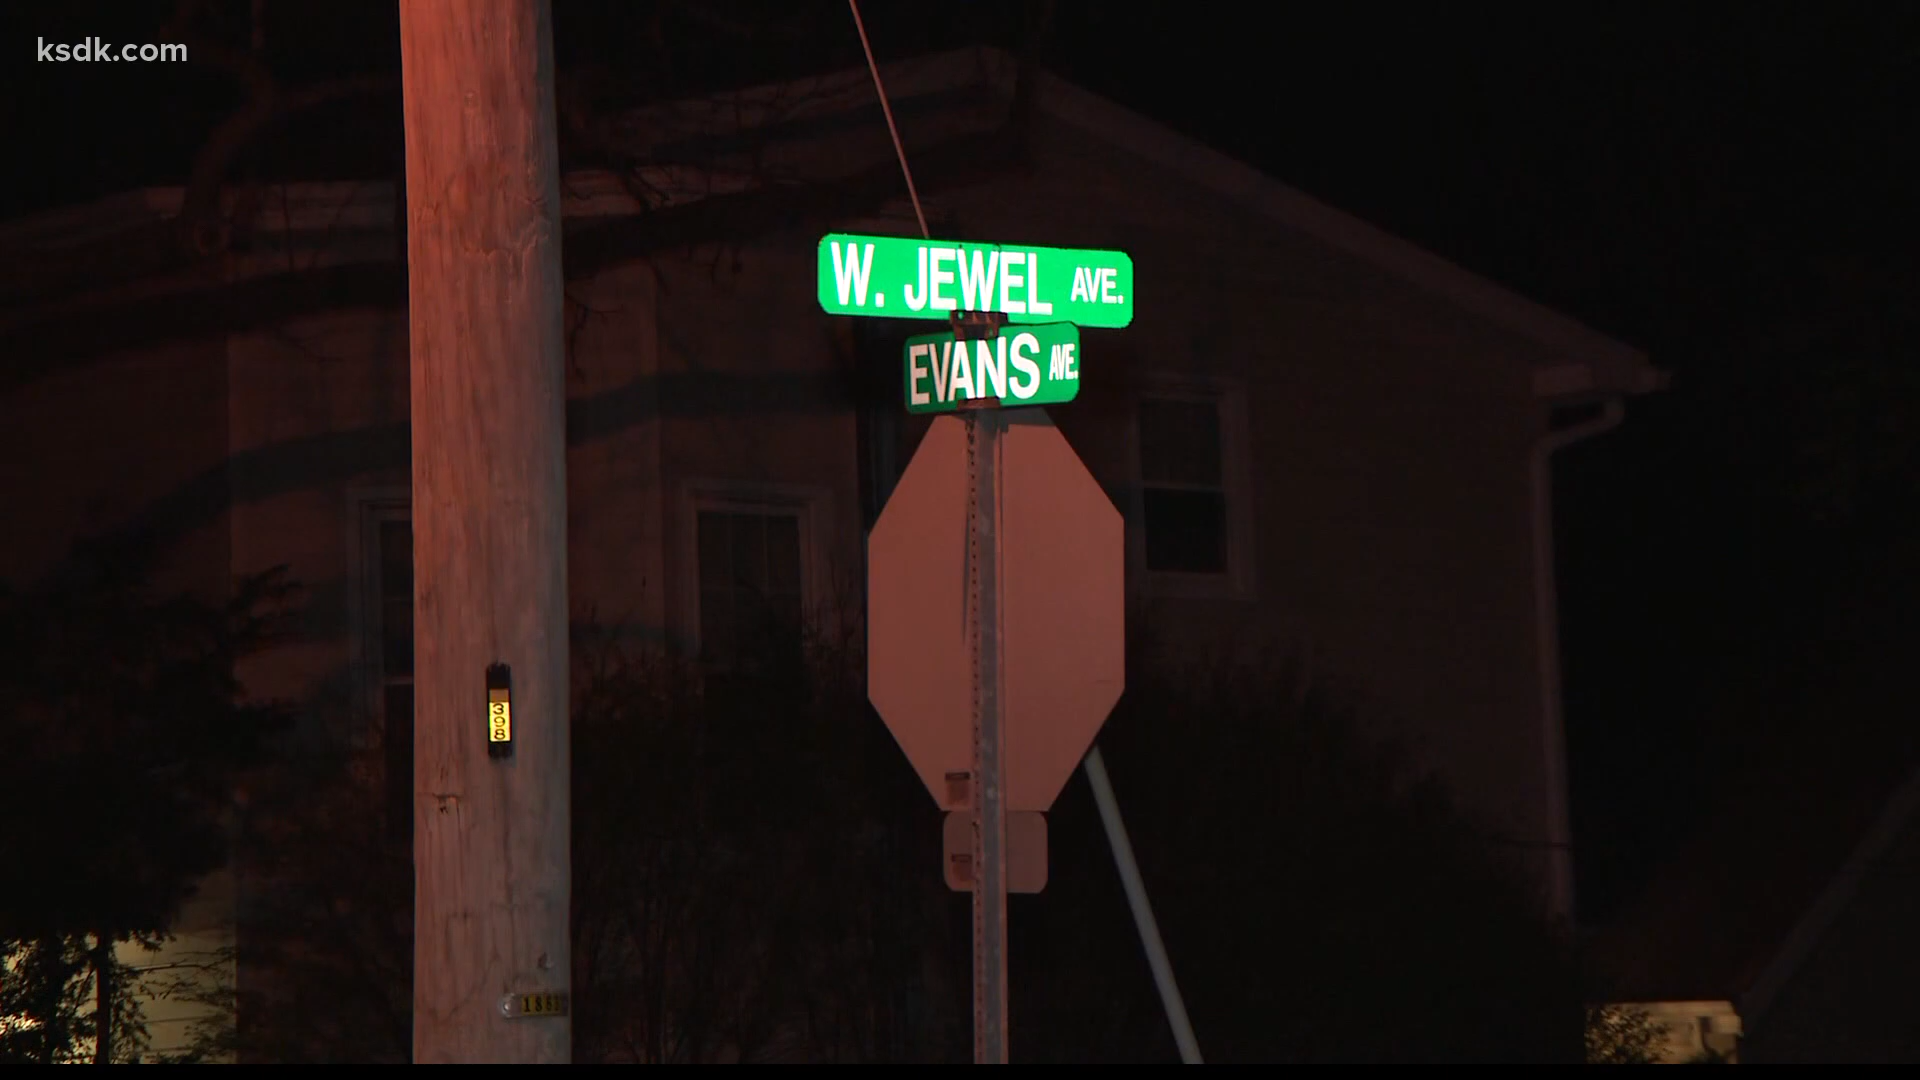 ksdk.com
W. JEWEL AVE.
EVANS AVE.
398